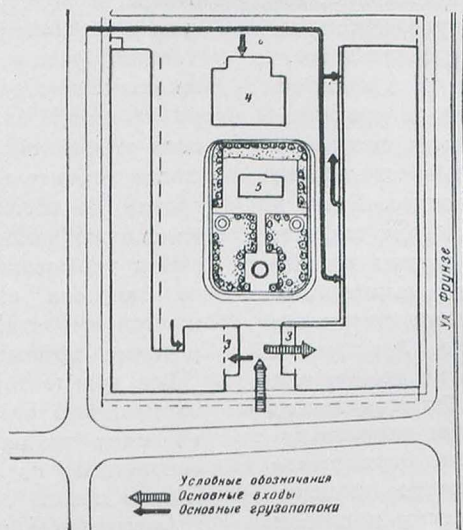 4
5
Ул Фрунзе
3
3
Условные обозначания
Основные входы
Основные грузопотоки